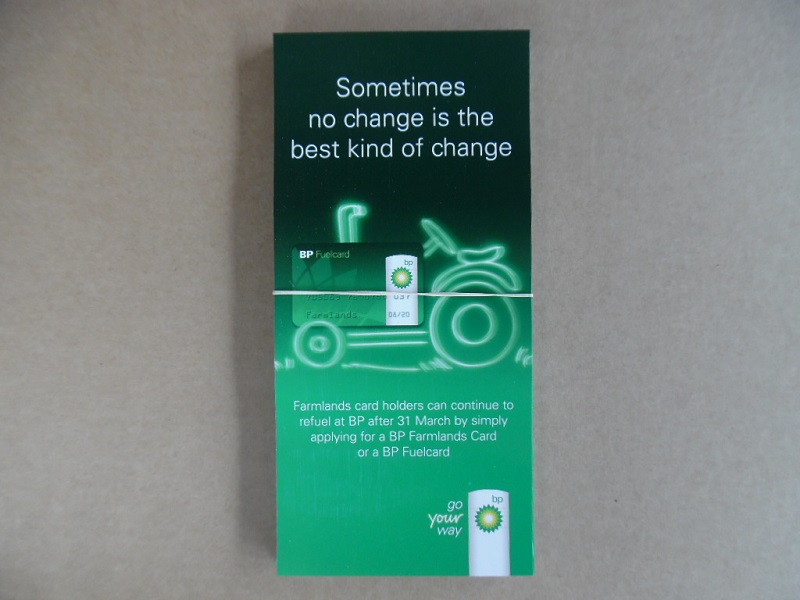 Sometimes
no change is the
best kind of change
BP Fuelcard
bp
Farmlands
06/20
Farmlands card holders can continue to
refuel at BP after 31 March by simply
applying for a BP Farmlands Card
or a BP Fuelcard
go
your
way
bp